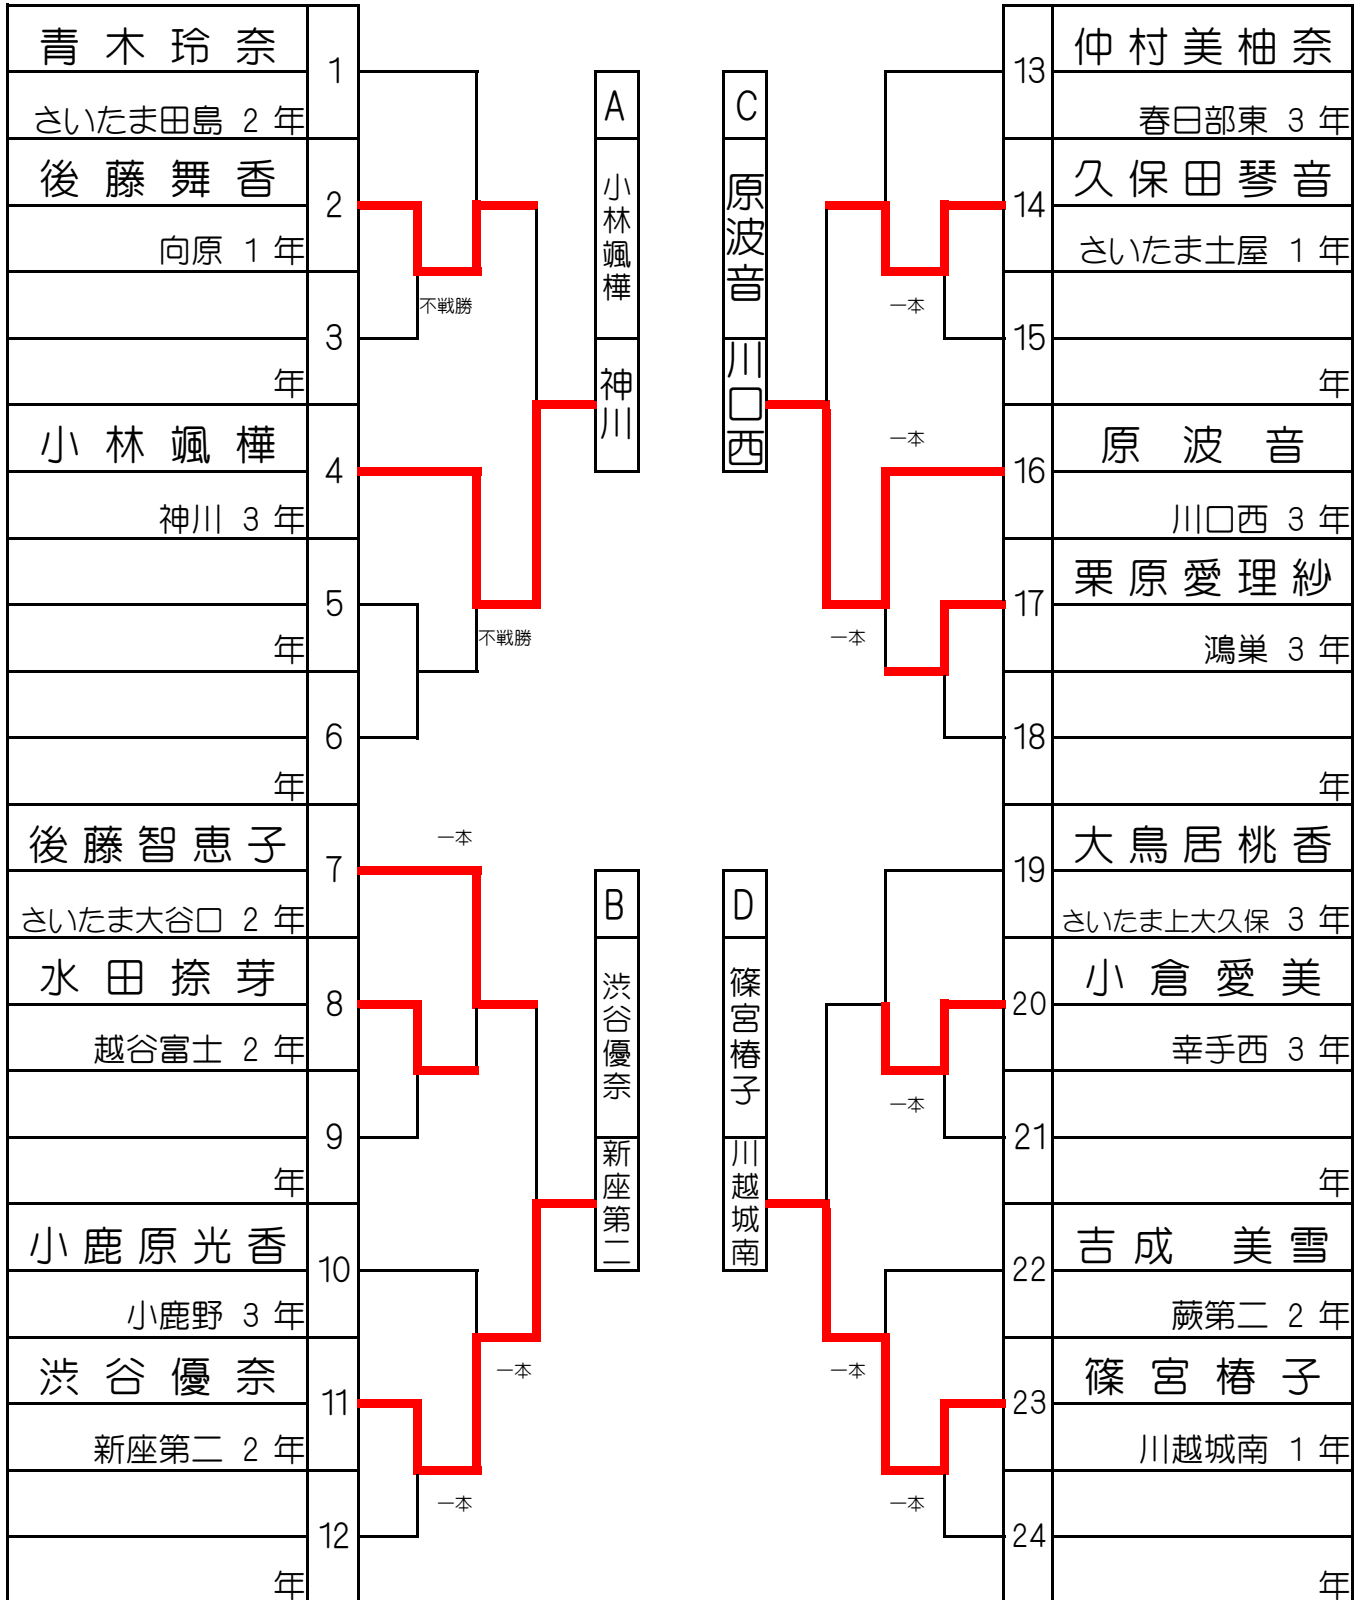 青木玲奈
1
さいたま田島 2 年
後藤舞香
2
向原 1 年
不戦勝
3
年
小林颯樺
4
神川 3 年
5
年
不戦勝
6
年
後藤智恵子
一本
7
さいたま大谷口 2 年
水田捺芽
8
越谷富士 2 年
9
年
小鹿原光香
10
小鹿野 3 年
渋谷優奈
一本
11
新座第二 2 年
一本
12
年
A
小林颯樺
神川
B
渋谷優奈
新座第二
C
原波音
川口西
D
篠宮椿子
川越城南
仲村美柚奈
13
春日部東 3 年
久保田琴音
14
さいたま土屋 1 年
一本
15
年
原波音
一本
16
川口西 3 年
栗原愛理紗
17
鴻巣 3 年
一本
18
年
大鳥居桃香
19
さいたま上大久保 3 年
小倉愛美
20
幸手西 3 年
一本
21
年
吉成 美雪
22
蕨第二 2 年
篠宮椿子
一本
23
川越城南 1 年
一本
24
年